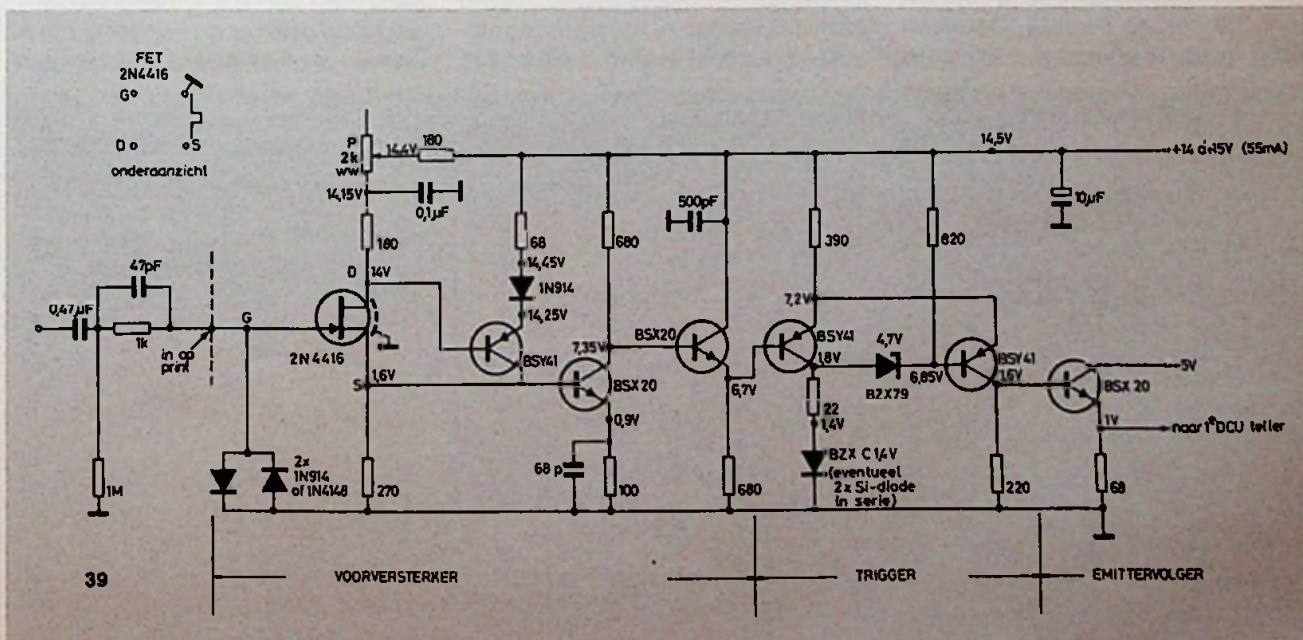 FET
2N4416
G
D
S
onderaanzicht
P
2k
ww
14,4V
180
14,15V
0,1µF
180
D
14V
47pF
0,47µF
1k
in op
print
G
2N 4416
S
1,6V
1M
2x
1N914
of 1N4148
270
68
14,45V
1N914
14,25V
BSY41
680
7,35V
BSX 20
0,9V
68 p
100
500pF
BSX20
6,7V
680
390
7,2V
BSY41
1,8V
22
1,4V
BZX C 1,4V
(eventueel
2x Si-diode
in serie)
4,7V
BZX79
6,85V
820
BSY41
1,6V
220
14,5V
+14 à +15V (55mA)
10µF
5V
BSX 20
1V
naar 1e DCU teller
68
39
VOORVERSTERKER
TRIGGER
EMITTERVOLGER